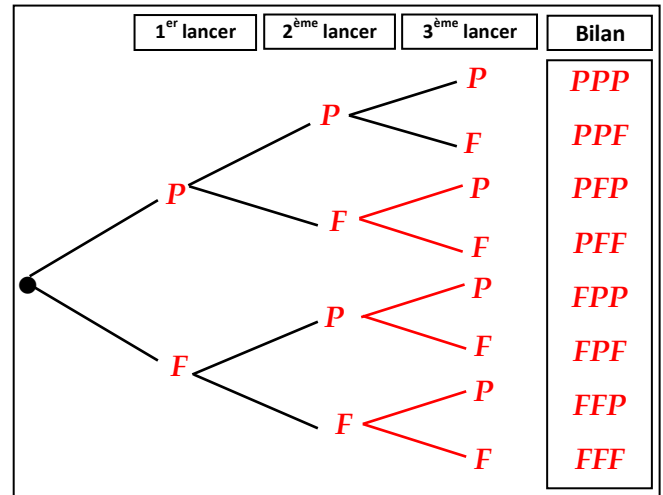 1er lancer 2ème lancer 3ème lancer Bilan
P PPP
P
F PPF
P
P PFP
F
F PFF
P FPP
P
F FPF
F
P FFP
F
F FFF